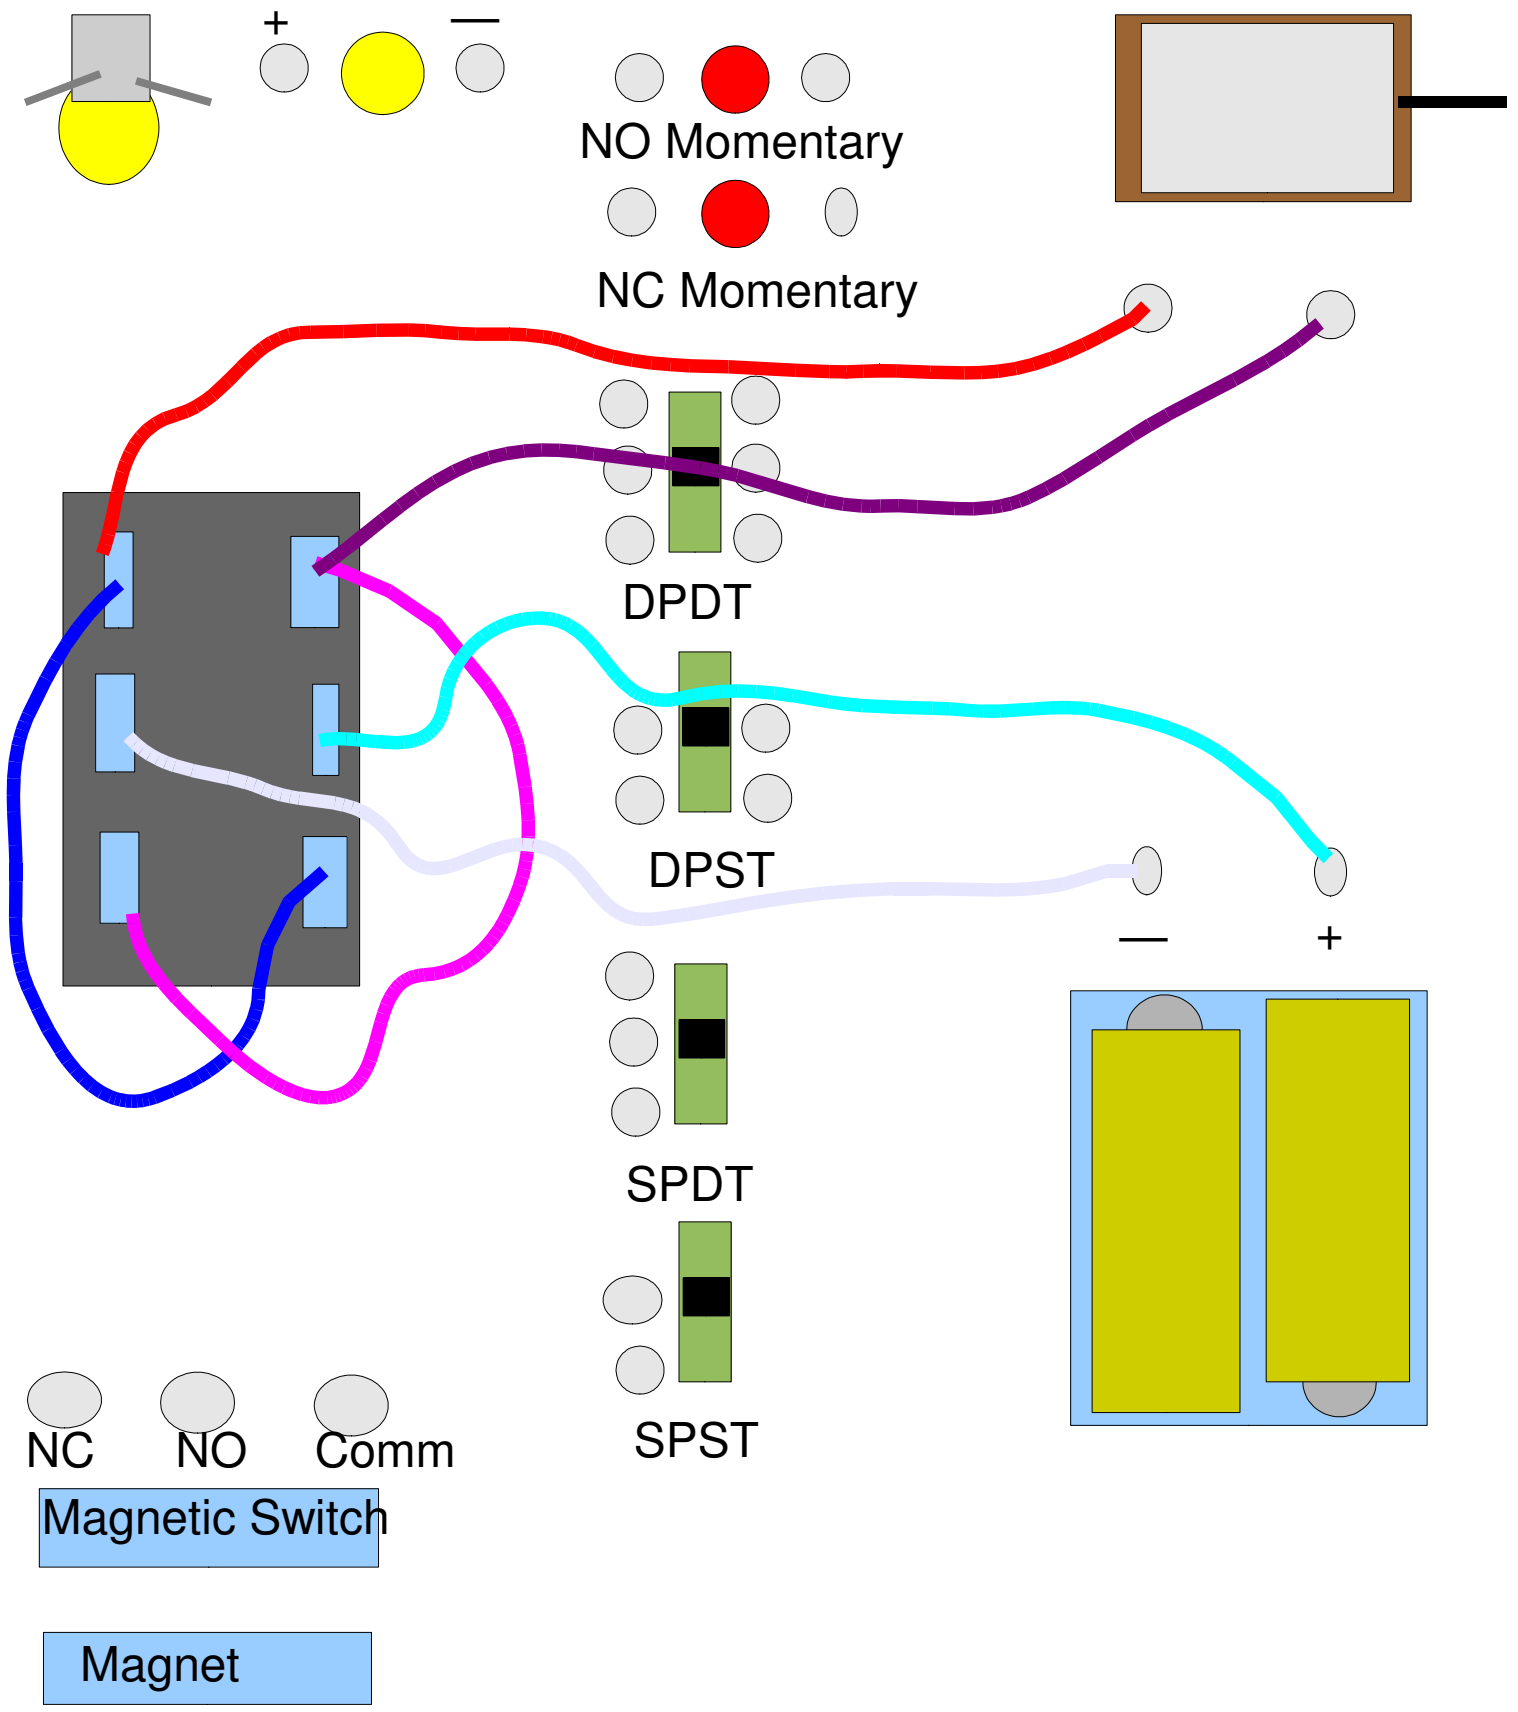 + —
NO Momentary
NC Momentary
DPDT
DPST
— +
SPDT
SPST
NC NO Comm
Magnetic Switch
Magnet